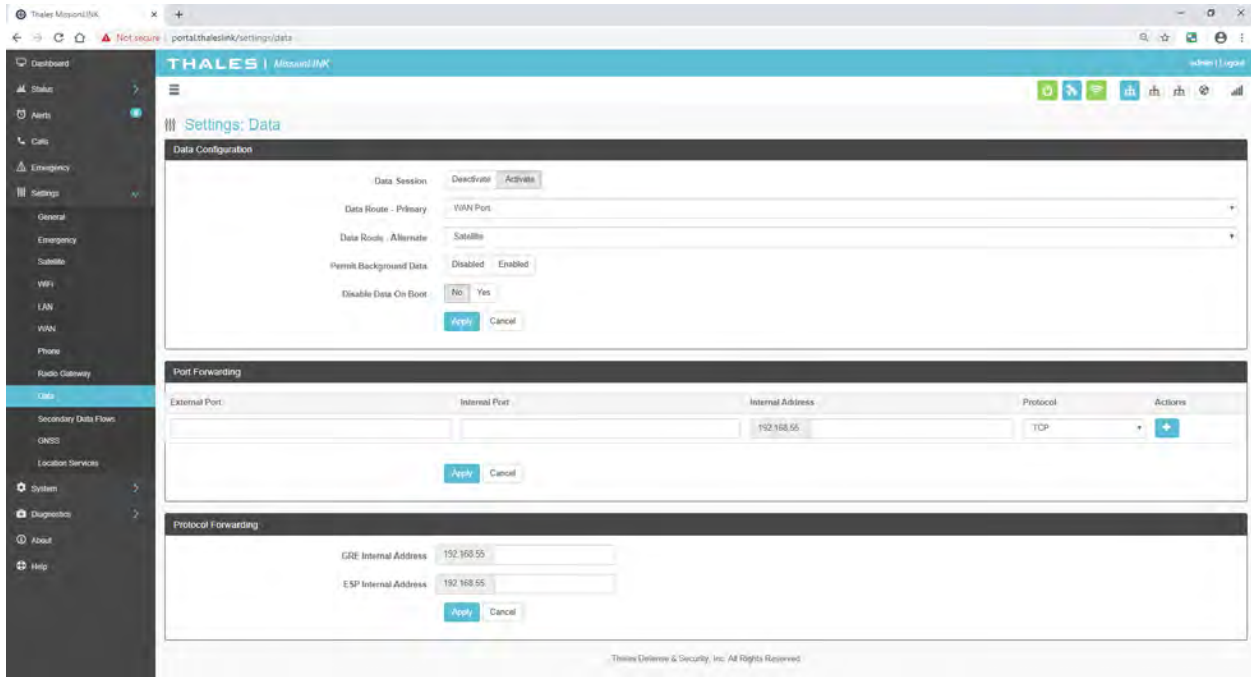 Thales MissionLINK
Not secure portal.thaleslink/settings/data
Dashboard
THALES | MissionLINK
admin | Logout
Status
Alerts
Calls
Emergency
Settings
General
Emergency
Satellite
WiFi
LAN
WAN
Phone
Radio Gateway
Data
Secondary Data Flows
GNSS
Location Services
System
Diagnostics
About
Help
Settings: Data
Data Configuration
Data Session Deactivate Activate
Data Route - Primary WAN Port
Data Route - Alternate Satellite
Permit Background Data Disabled Enabled
Disable Data On Boot No Yes
Apply Cancel
Port Forwarding
External Port Internal Port Internal Address Protocol Actions
192.168.55. TCP
Apply Cancel
Protocol Forwarding
GRE Internal Address 192.168.55.
ESP Internal Address 192.168.55.
Apply Cancel
Thales Defense & Security, Inc. All Rights Reserved.